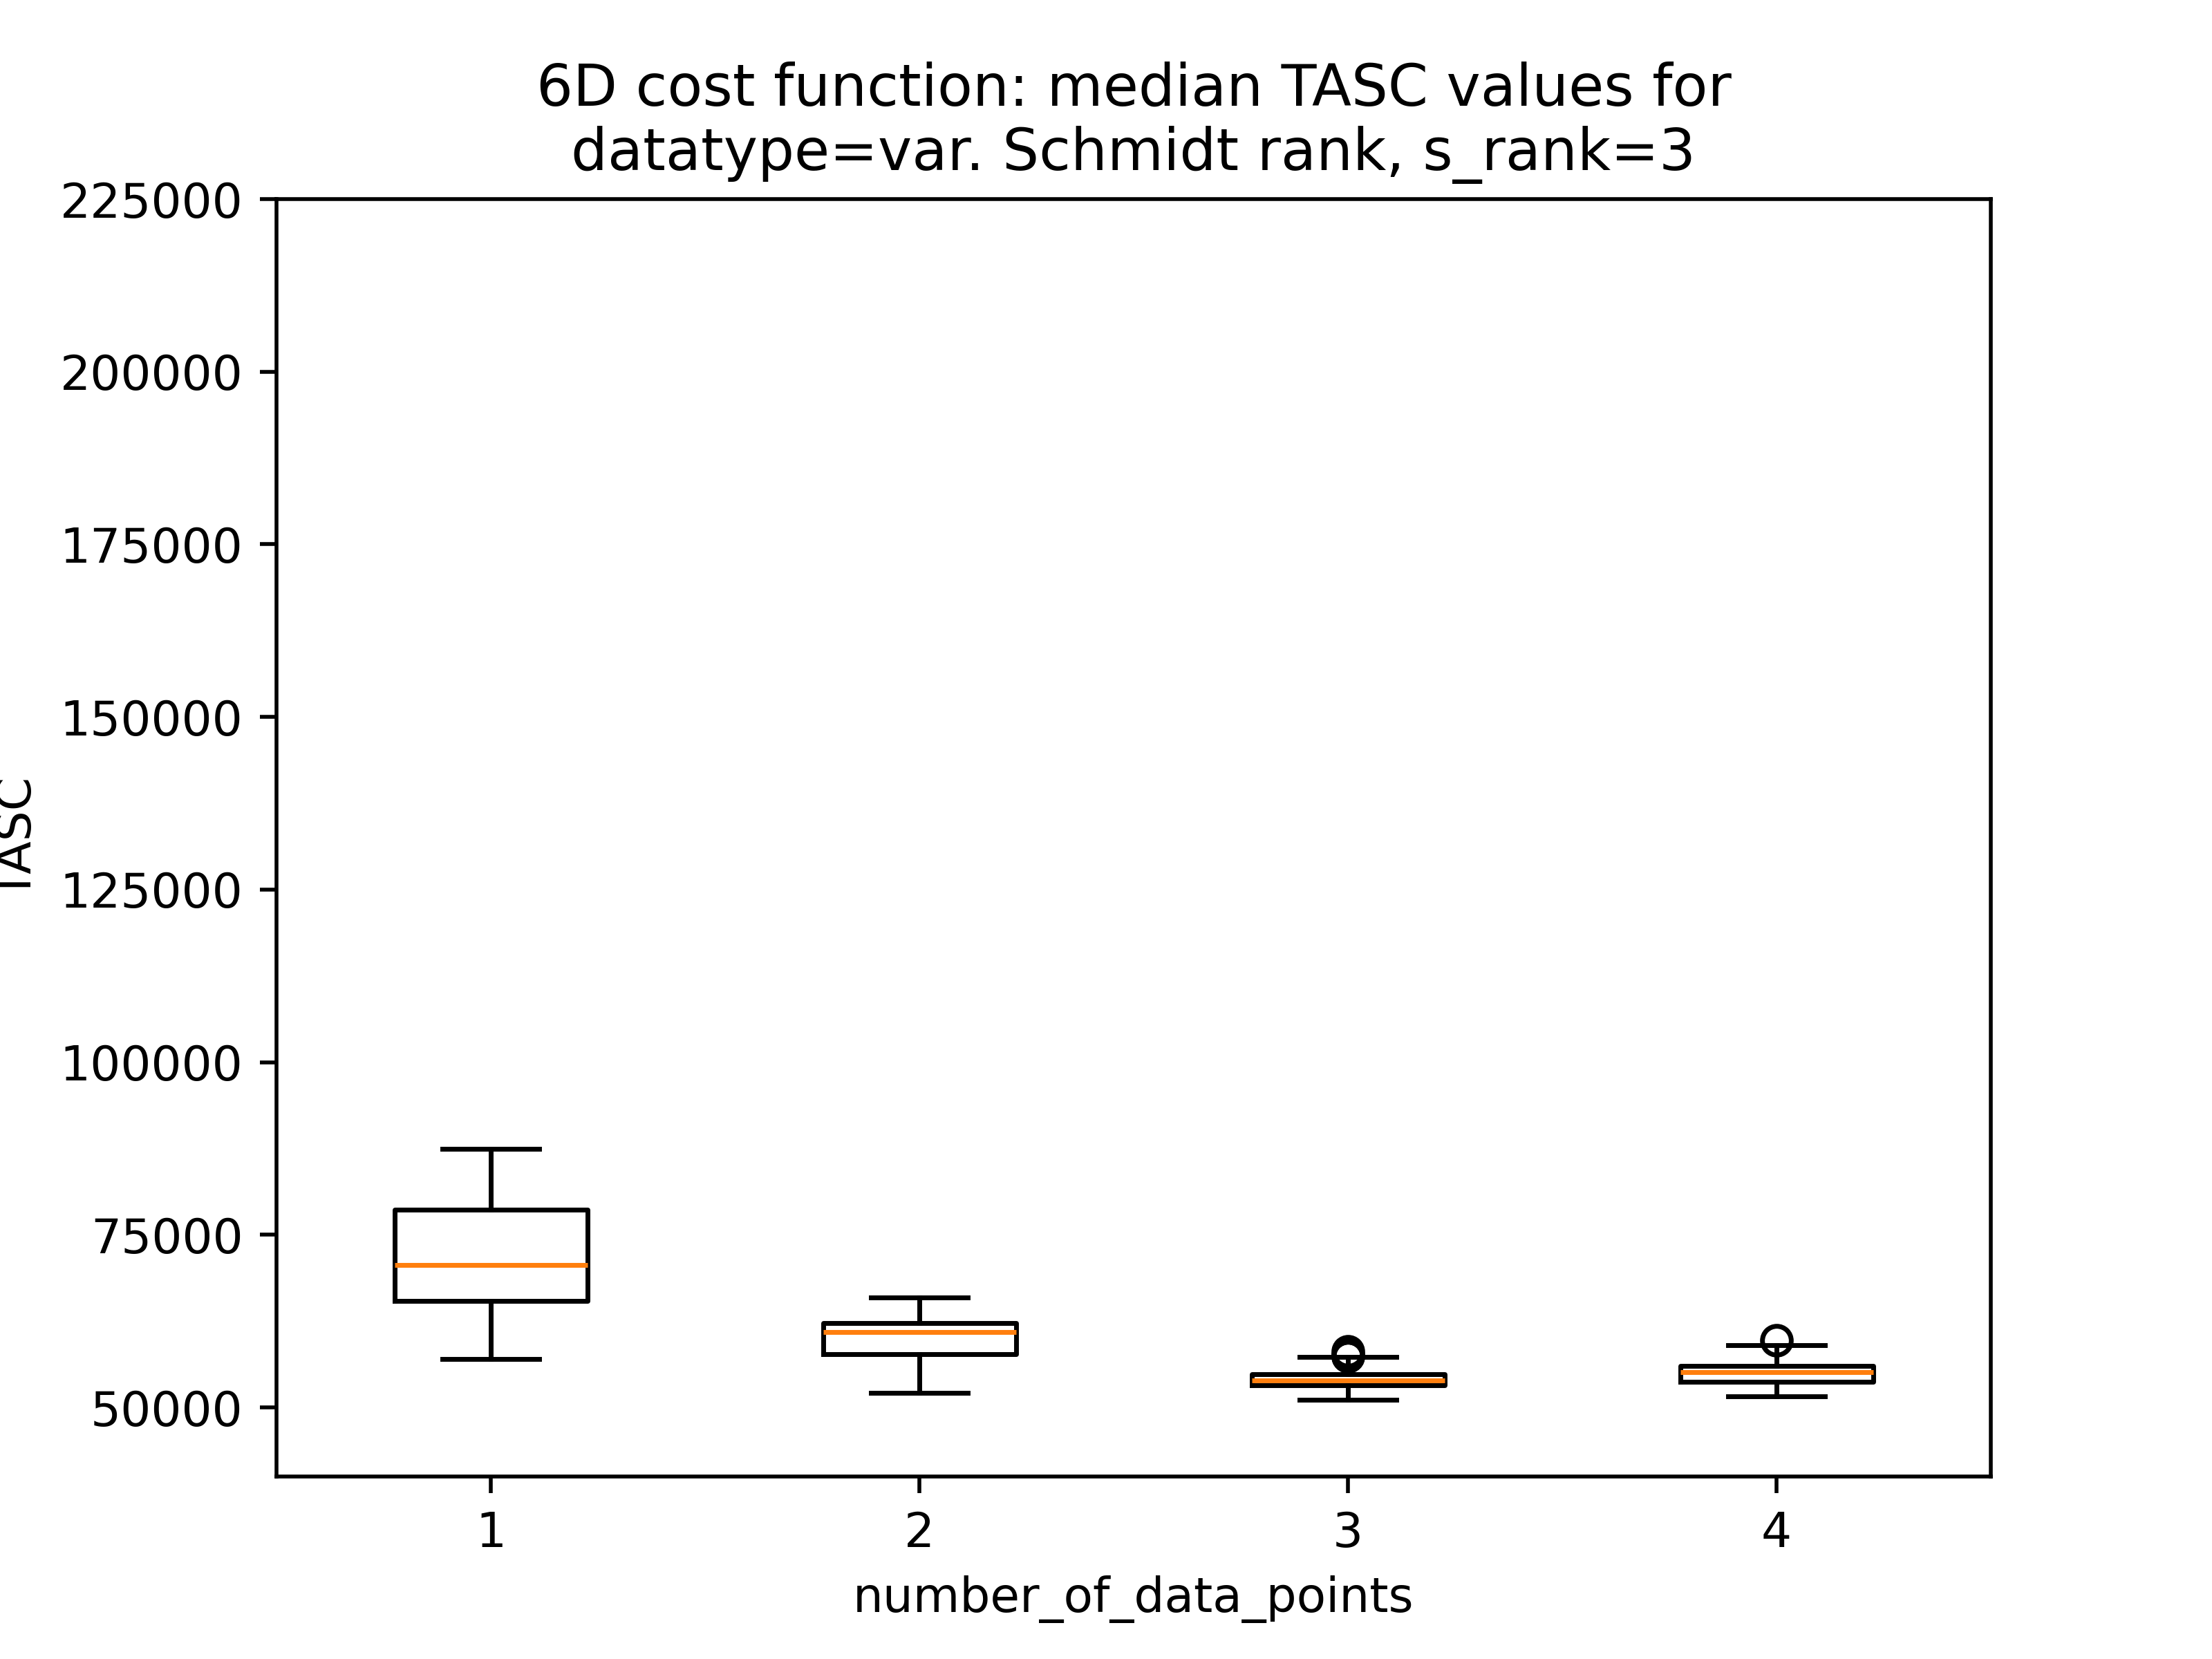 6D cost function: median TASC values for
datatype=var. Schmidt rank, s_rank=3
225000
200000
175000
150000
125000
100000
75000
50000
TASC
1 2 3 4
number_of_data_points